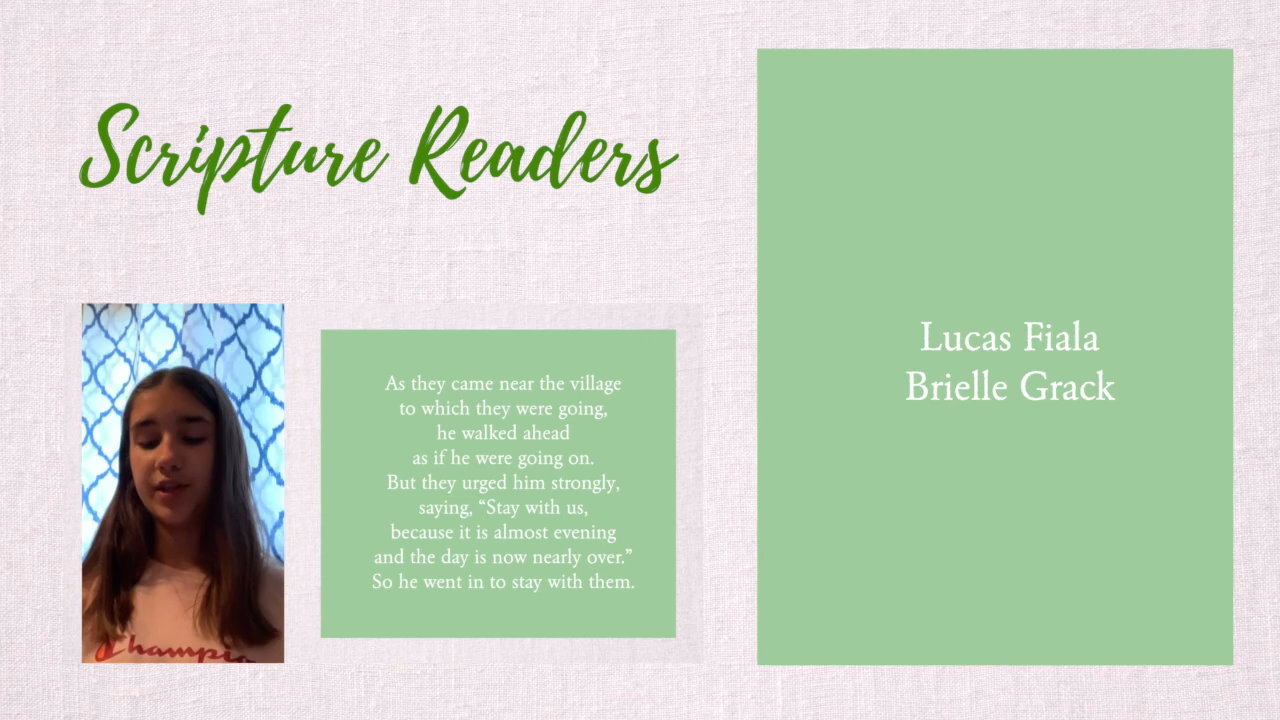 Scripture Readers
As they came near the village
to which they were going,
he walked ahead
as if he were going on.
But they urged him strongly,
saying, “Stay with us,
because it is almost evening
and the day is now nearly over.”
So he went in to stay with them.
Lucas Fiala
Brielle Grack
Champio